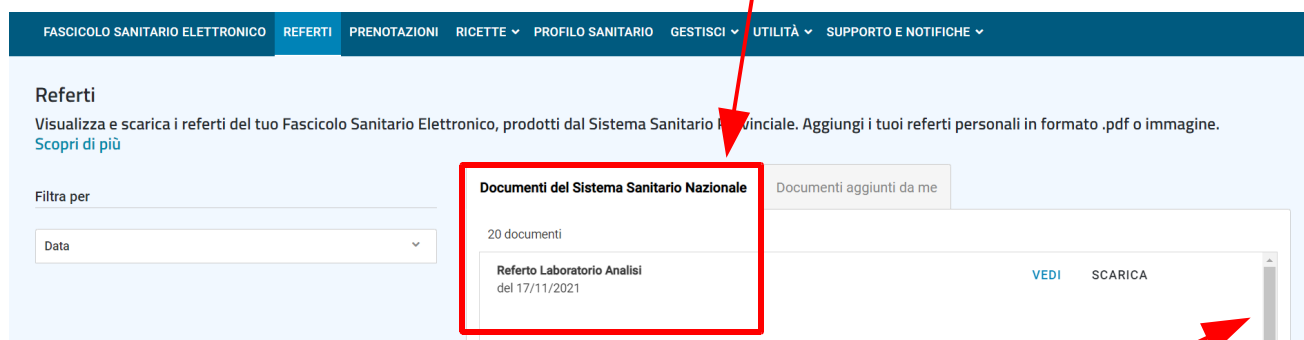 FASCICOLO SANITARIO ELETTRONICO REFERTI PRENOTAZIONI RICETTE PROFILO SANITARIO GESTISCI UTILITÀ SUPPORTO E NOTIFICHE
Referti
Visualizza e scarica i referti del tuo Fascicolo Sanitario Elettronico, prodotti dal Sistema Sanitario Provinciale. Aggiungi i tuoi referti personali in formato .pdf o immagine.
Scopri di più
Filtra per
Data
Documenti del Sistema Sanitario Nazionale Documenti aggiunti da me
20 documenti
Referto Laboratorio Analisi VEDI SCARICA
del 17/11/2021